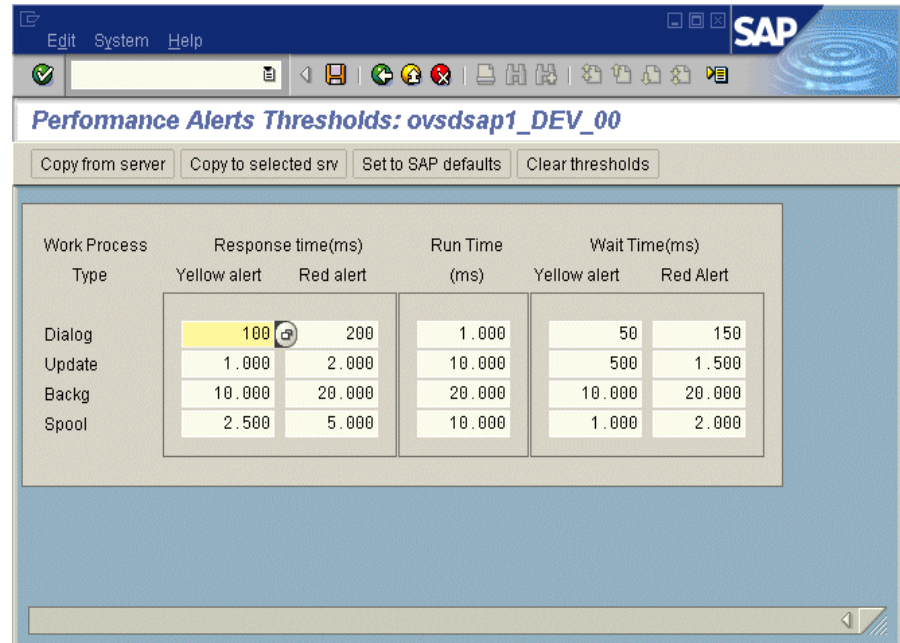 SAP
Edit System Help
Performance Alerts Thresholds: ovsdsap1_DEV_00
Copy from server Copy to selected srv Set to SAP defaults Clear thresholds
Work Process Response time(ms) Run Time Wait Time(ms)
Type Yellow alert Red alert (ms) Yellow alert Red Alert
Dialog 100 200 1.000 50 150
Update 1.000 2.000 10.000 500 1.500
Backg 10.000 20.000 20.000 10.000 20.000
Spool 2.500 5.000 10.000 1.000 2.000